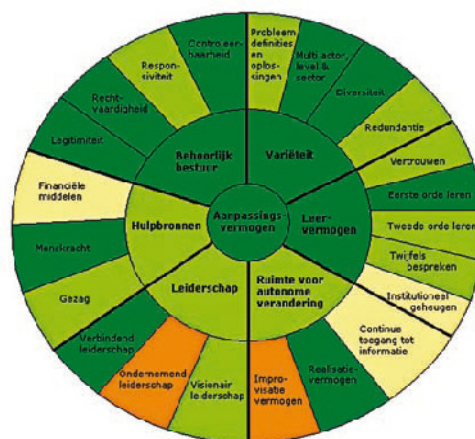 Probleem
definities
en
oplos-
singen
Multi actor,
level &
sector
Diversiteit
Redundantie
Vertrouwen
Eerste orde leren
Tweede orde leren
Twijfels
bespreken
Institutioneel
geheugen
Continue
toegang tot
informatie
Realisatie-
vermogen
Impro-
visatie
vermogen
Visionair
leiderschap
Ondernemend
leiderschap
Verbindend
leiderschap
Gezag
Menskracht
Financiële
middelen
Legitimiteit
Recht-
vaardigheid
Respon-
siviteit
Controleer-
baarheid
Behoorlijk
bestuur
Variëteit
Leer-
vermogen
Ruimte voor
autonome
verandering
Leiderschap
Hulpbronnen
Aanpassings-
vermogen